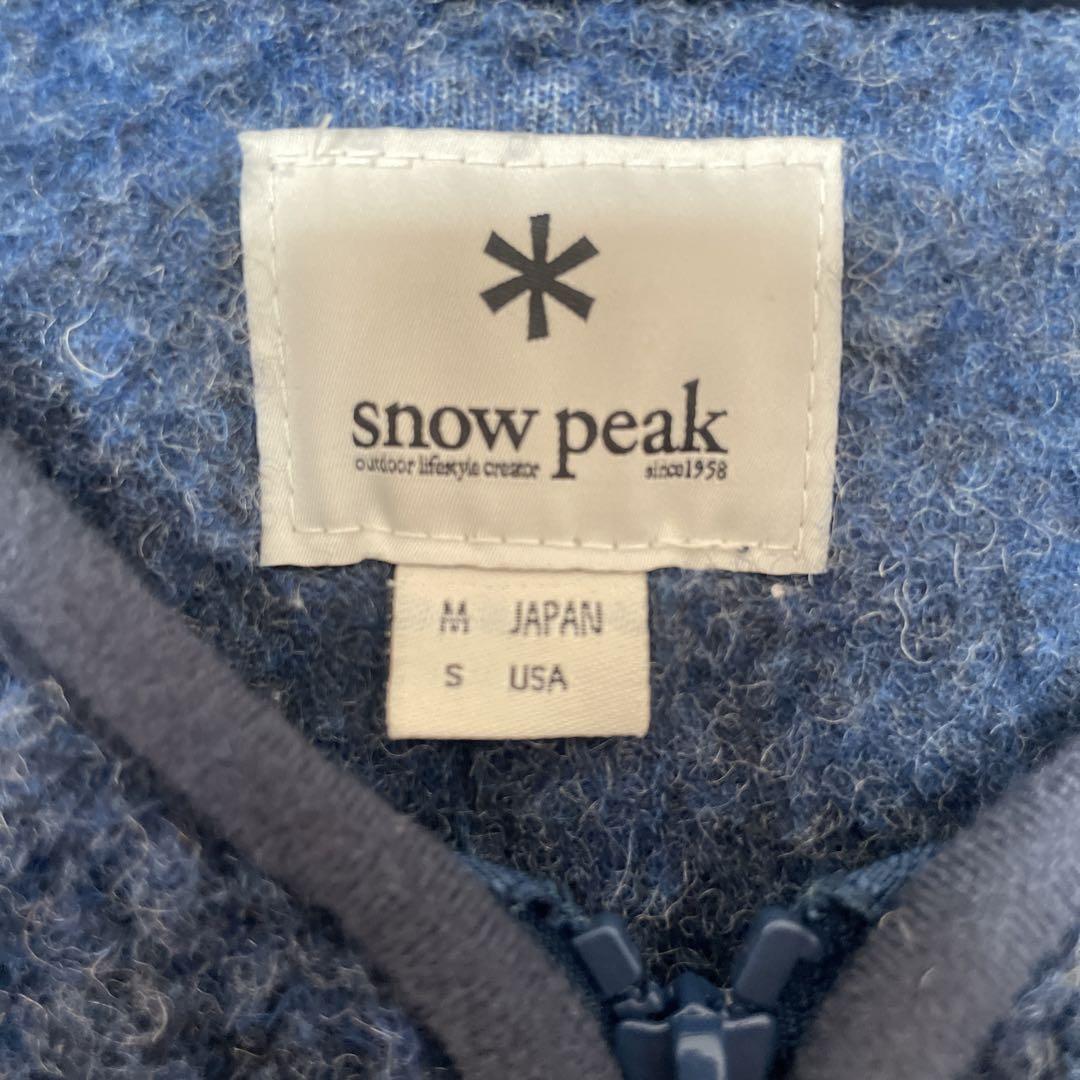 snow peak
outdoor lifestyle creator since1958
M JAPAN
S USA